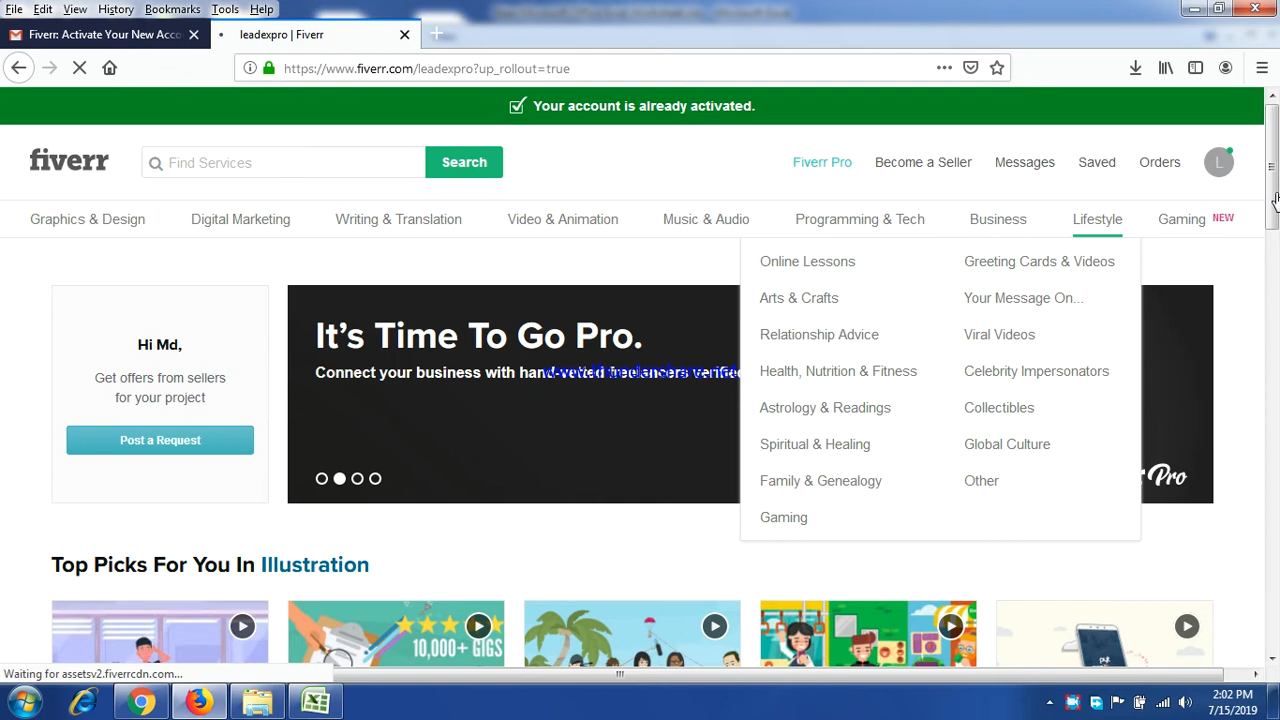 File Edit View History Bookmarks Tools Help
Fiverr: Activate Your New Acco
leadexpro | Fiverr
https://www.fiverr.com/leadexpro?up_rollout=true
Your account is already activated.
fiverr
Find Services
Search
Fiverr Pro
Become a Seller
Messages
Saved
Orders
L
Graphics & Design
Digital Marketing
Writing & Translation
Video & Animation
Music & Audio
Programming & Tech
Business
Lifestyle
Gaming NEW
Online Lessons
Greeting Cards & Videos
Arts & Crafts
Your Message On...
Relationship Advice
Viral Videos
Health, Nutrition & Fitness
Celebrity Impersonators
Astrology & Readings
Collectibles
Spiritual & Healing
Global Culture
Family & Genealogy
Other
Gaming
Hi Md,
Get offers from sellers
for your project
Post a Request
It's Time To Go Pro.
Connect your business with
Pro
Top Picks For You In Illustration
10,000+ GIGS
Waiting for assetsv2.fiverrcdn.com...
2:02 PM
7/15/2019